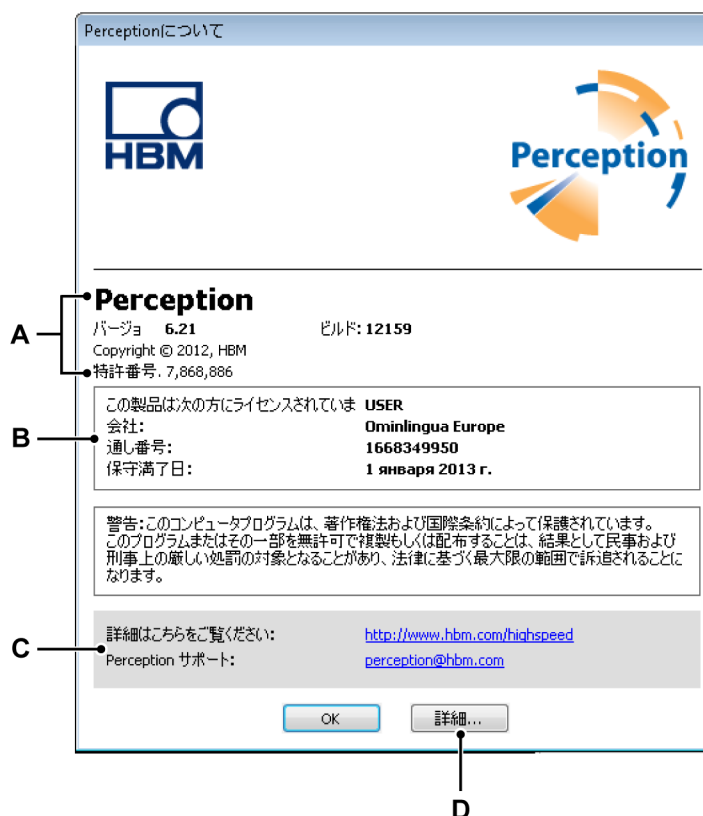 Perceptionについて
HBM
Perception
Perception
バージョ 6.21 ビルド: 12159
Copyright © 2012, HBM
特許番号. 7,868,886
A
この製品は次の方にライセンスされていま USER
会社: Ominlingua Europe
通し番号: 1668349950
保守満了日: 1 января 2013 г.
B
警告:このコンピュータプログラムは、著作権法および国際条約によって保護されています。
このプログラムまたはその一部を無許可で複製もしくは配布することは、結果として民事および
刑事上の厳しい処罰の対象となることがあり、法律に基づく最大限の範囲で訴追されることに
なります。
詳細はこちらをご覧ください: http://www.hbm.com/highspeed
Perception サポート: perception@hbm.com
C
OK 詳細...
D